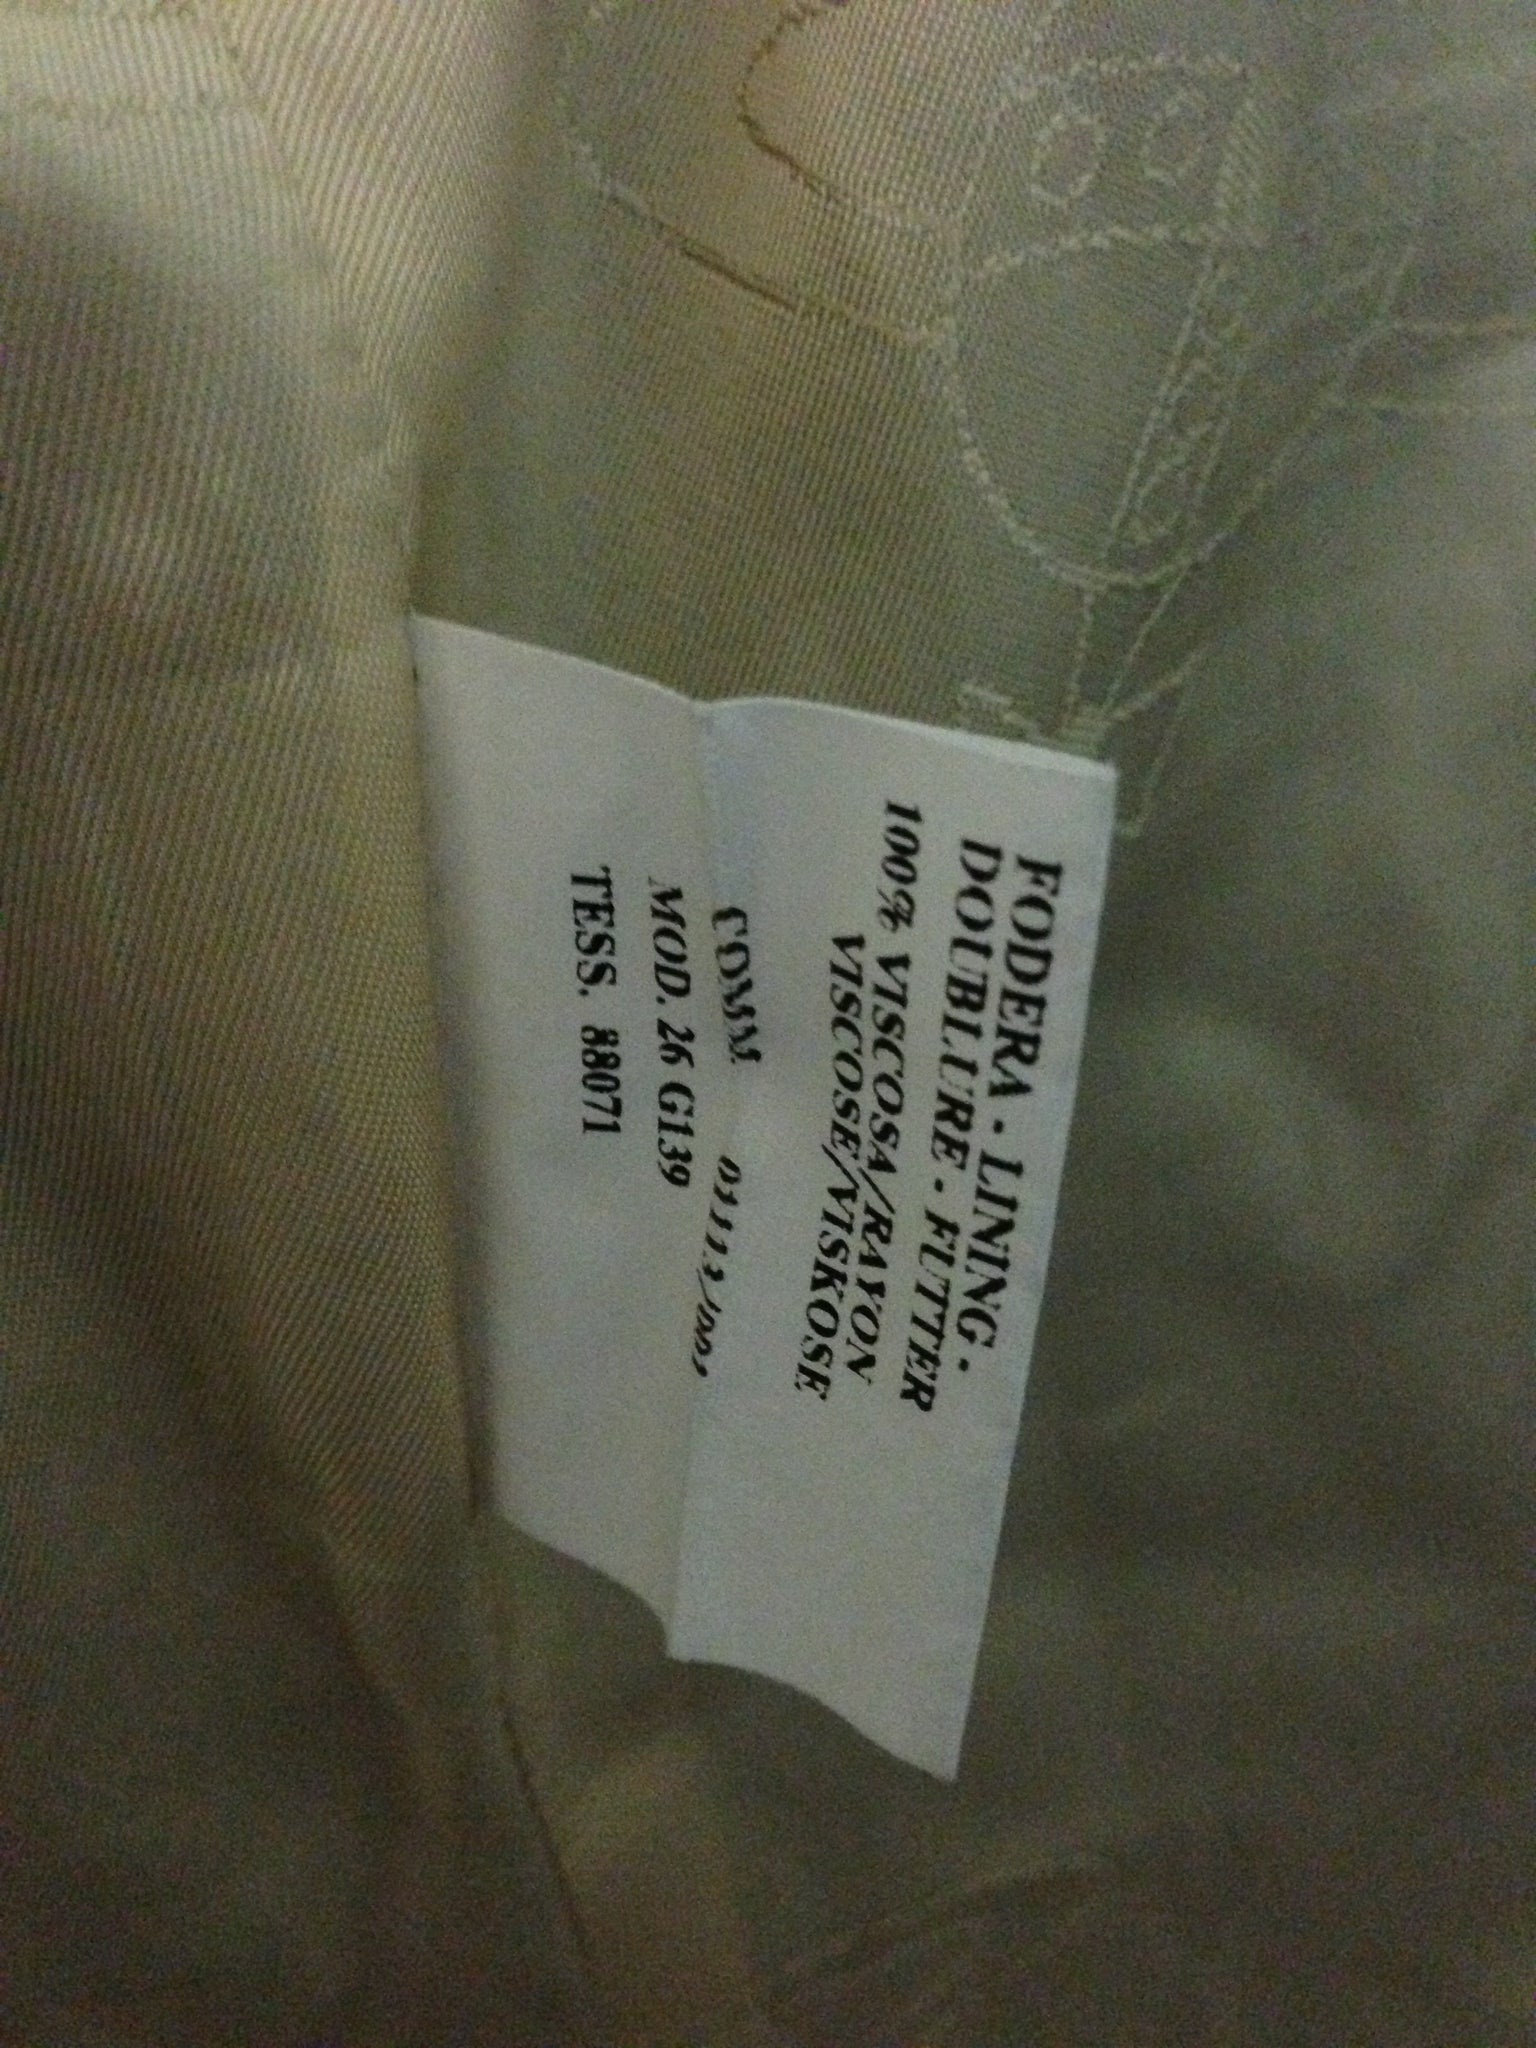 FODERA - LINING -
DOUBLURE - FUTTER
100% VISCOSA/RAYON
VISCOSE/VISKOSE
COMM
MOD. 26 G139
TESS. 88071